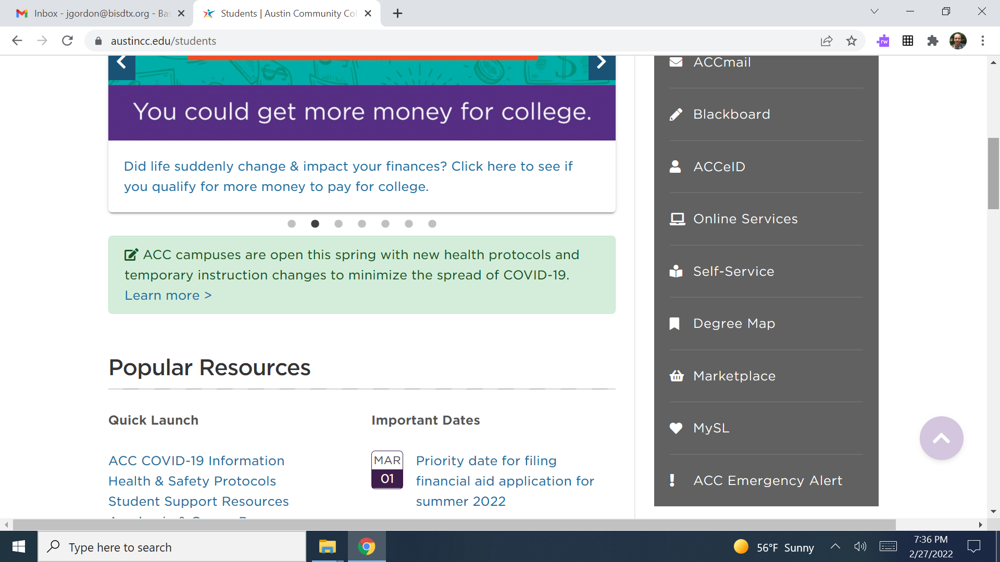 Inbox - jgordon@bisdtx.org - Bas
Students | Austin Community Col
austincc.edu/students
rw
You could get more money for college.
Did life suddenly change & impact your finances? Click here to see if
you qualify for more money to pay for college.
ACC campuses are open this spring with new health protocols and
temporary instruction changes to minimize the spread of COVID-19.
Learn more >
Popular Resources
Quick Launch
ACC COVID-19 Information
Health & Safety Protocols
Student Support Resources
Important Dates
MAR
01
Priority date for filing
financial aid application for
summer 2022
ACCmail
Blackboard
ACCeID
Online Services
Self-Service
Degree Map
Marketplace
MySL
ACC Emergency Alert
Type here to search
56°F Sunny
7:36 PM
2/27/2022